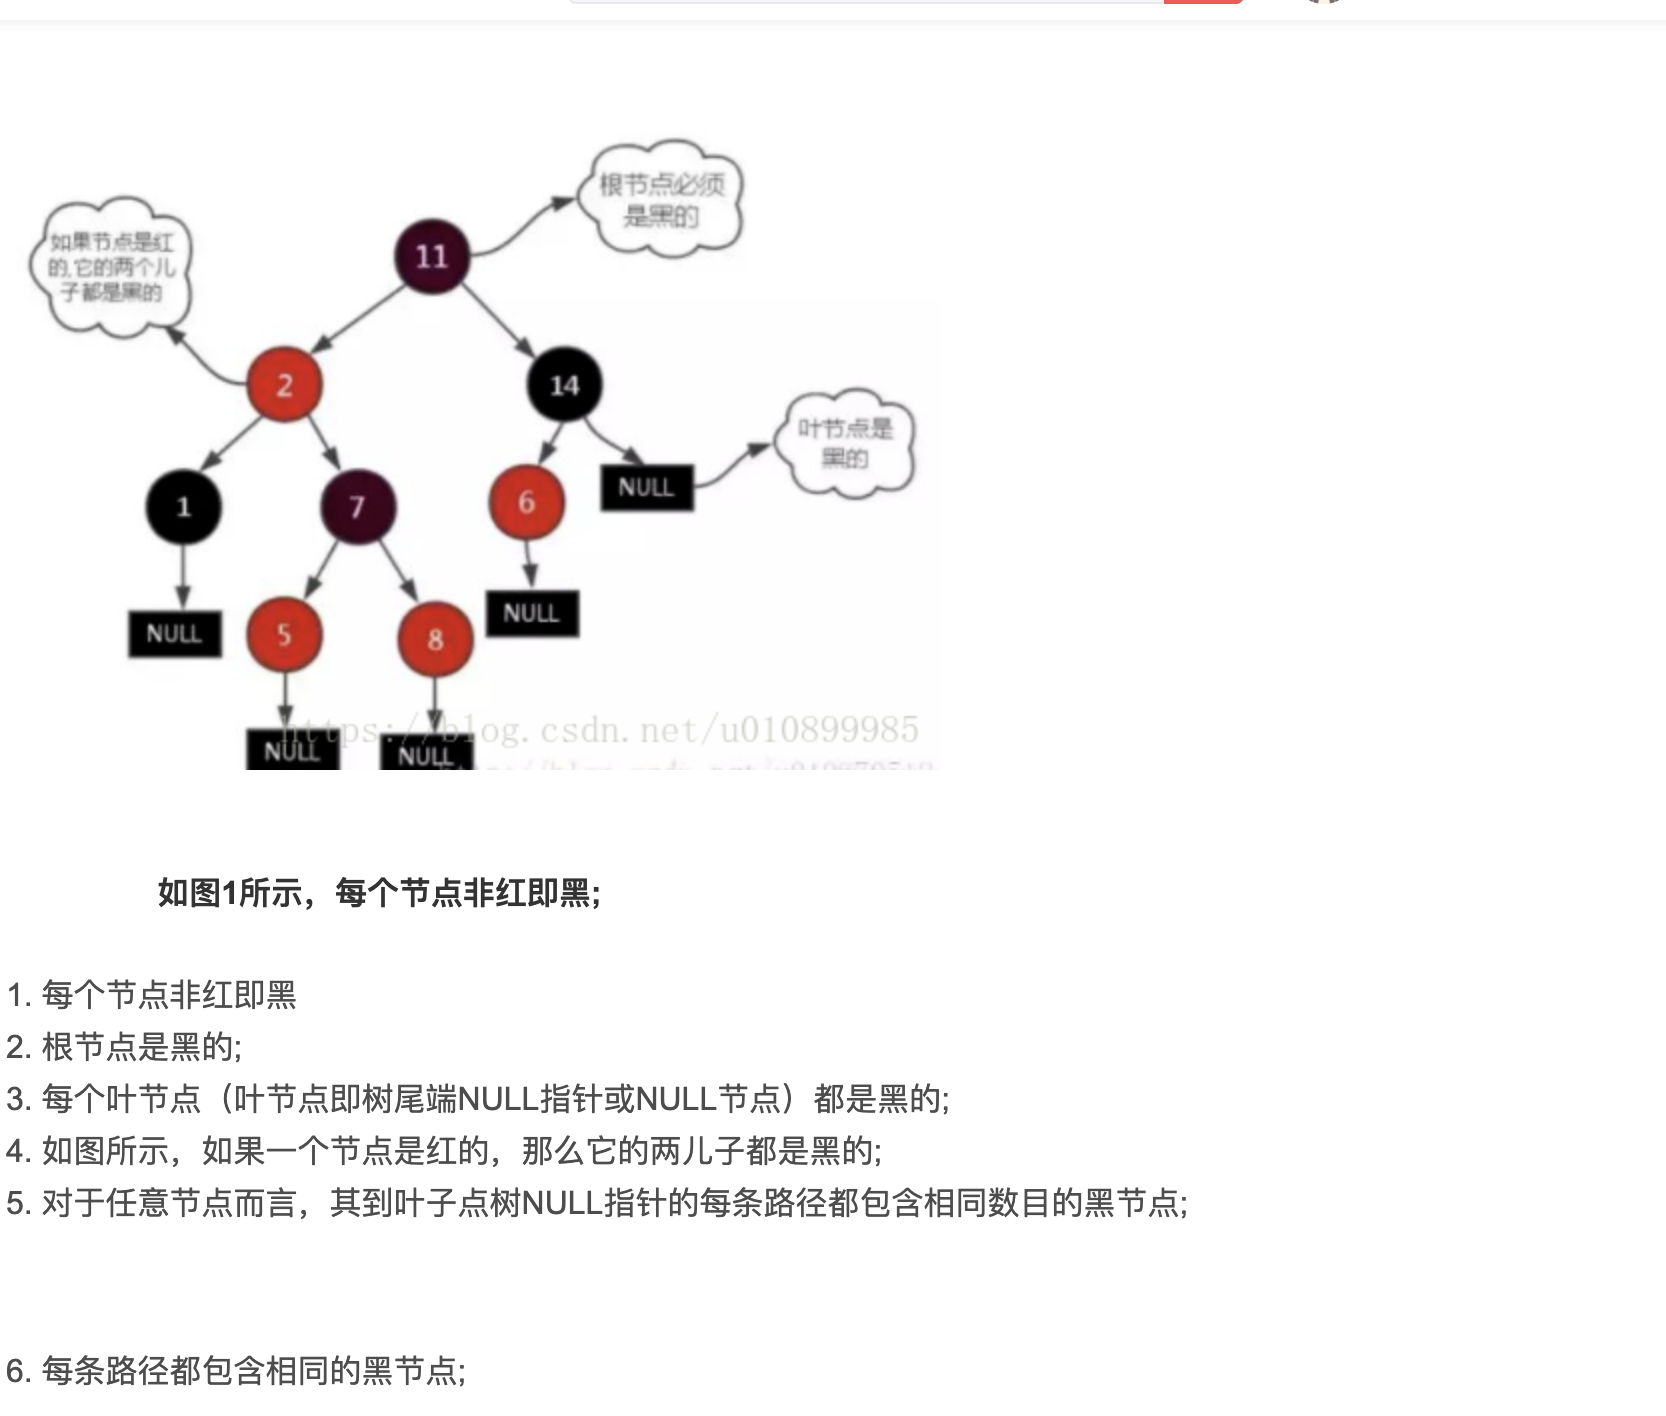 根节点必须
是黑的
如果节点是红
的,它的两个儿
子都是黑的
11
2
14
叶节点是
黑的
1
7
6
NULL
NULL
5
8
NULL
NULL
NULL
https://blog.csdn.net/u010899985
如图1所示，每个节点非红即黑;
1. 每个节点非红即黑
2. 根节点是黑的;
3. 每个叶节点（叶节点即树尾端NULL指针或NULL节点）都是黑的;
4. 如图所示，如果一个节点是红的，那么它的两儿子都是黑的;
5. 对于任意节点而言，其到叶子点树NULL指针的每条路径都包含相同数目的黑节点;
6. 每条路径都包含相同的黑节点;